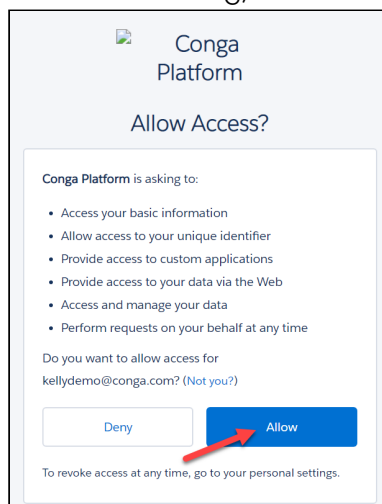 Conga
Platform
Allow Access?
Conga Platform is asking to:
• Access your basic information
• Allow access to your unique identifier
• Provide access to custom applications
• Provide access to your data via the Web
• Access and manage your data
• Perform requests on your behalf at any time
Do you want to allow access for
kellydemo@conga.com? (Not you?)
Deny
Allow
To revoke access at any time, go to your personal settings.